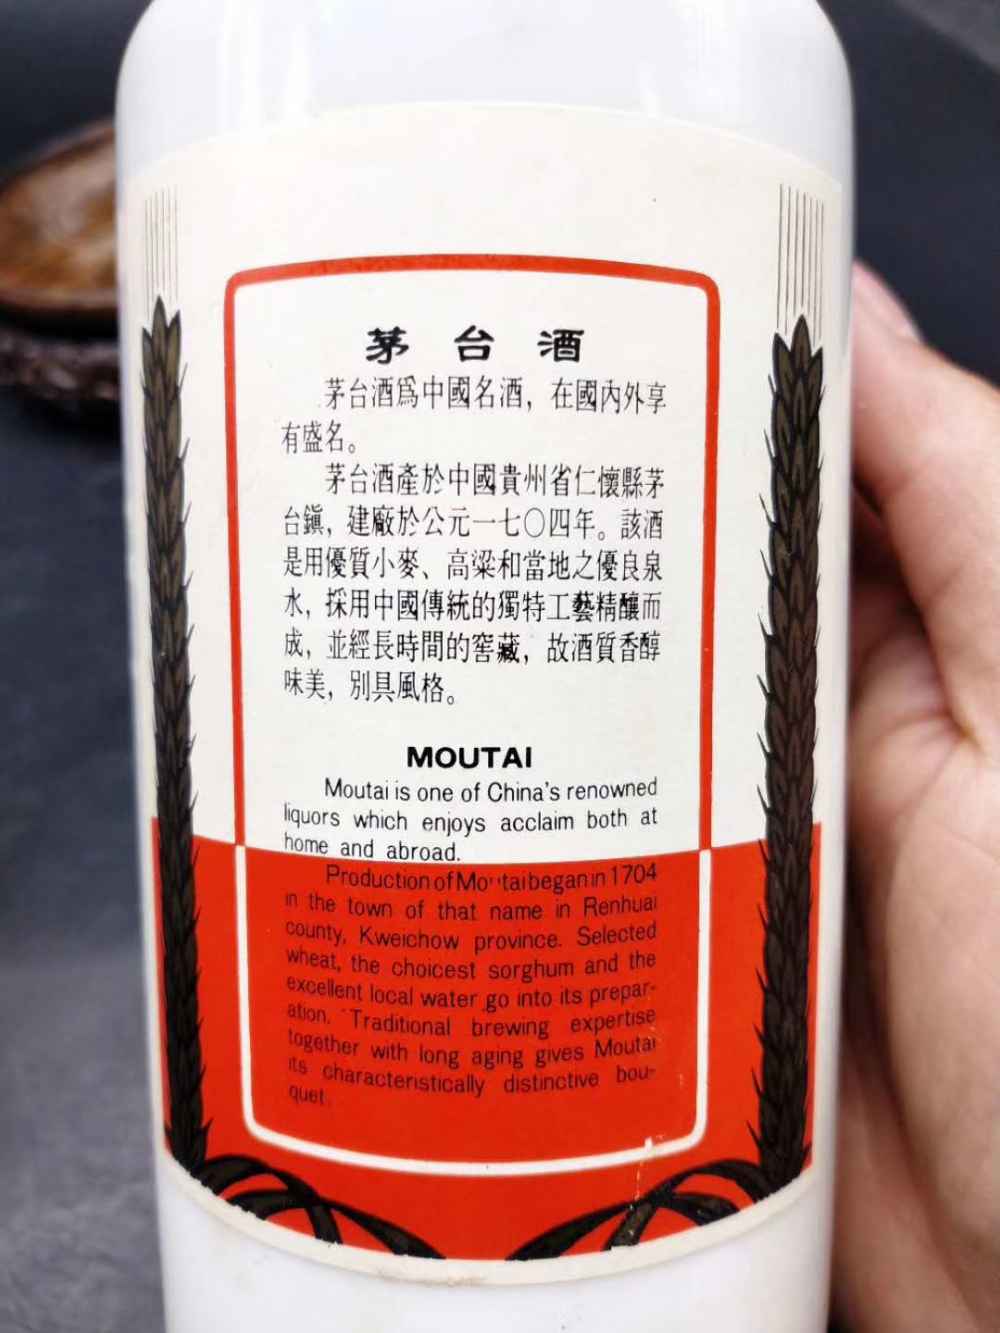 茅台酒
茅台酒爲中國名酒，在國內外享
有盛名。
茅台酒產於中國貴州省仁懷縣茅
台鎭，建廠於公元一七〇四年。該酒
是用優質小麥、高粱和當地之優良泉
水，採用中國傳統的獨特工藝精釀而
成，並經長時間的窖藏，故酒質香醇
味美，別具風格。
MOUTAI
Moutai is one of China's renowned
liquors which enjoys acclaim both at
home and abroad.
Production of Moutai began in 1704
in the town of that name in Renhuai
county, Kweichow province. Selected
wheat, the choicest sorghum and the
excellent local water go into its prepar-
ation. Traditional brewing expertise
together with long aging gives Moutai
its characteristically distinctive bou-
quet.